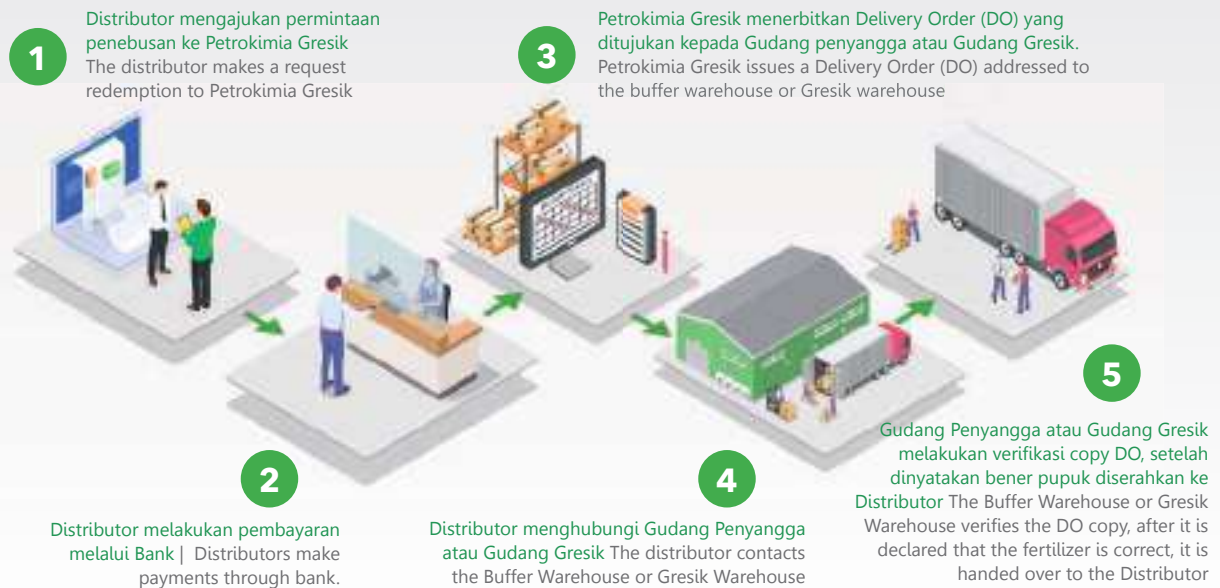 1
Distributor mengajukan permintaan
penebusan ke Petrokimia Gresik
The distributor makes a request
redemption to Petrokimia Gresik
2
Distributor melakukan pembayaran
melalui Bank | Distributors make
payments through bank.
3
Petrokimia Gresik menerbitkan Delivery Order (DO) yang
ditujukan kepada Gudang penyangga atau Gudang Gresik.
Petrokimia Gresik issues a Delivery Order (DO) addressed to
the buffer warehouse or Gresik warehouse
4
Distributor menghubungi Gudang Penyangga
atau Gudang Gresik The distributor contacts
the Buffer Warehouse or Gresik Warehouse
5
Gudang Penyangga atau Gudang Gresik
melakukan verifikasi copy DO, setelah
dinyatakan bener pupuk diserahkan ke
Distributor The Buffer Warehouse or Gresik
Warehouse verifies the DO copy, after it is
declared that the fertilizer is correct, it is
handed over to the Distributor